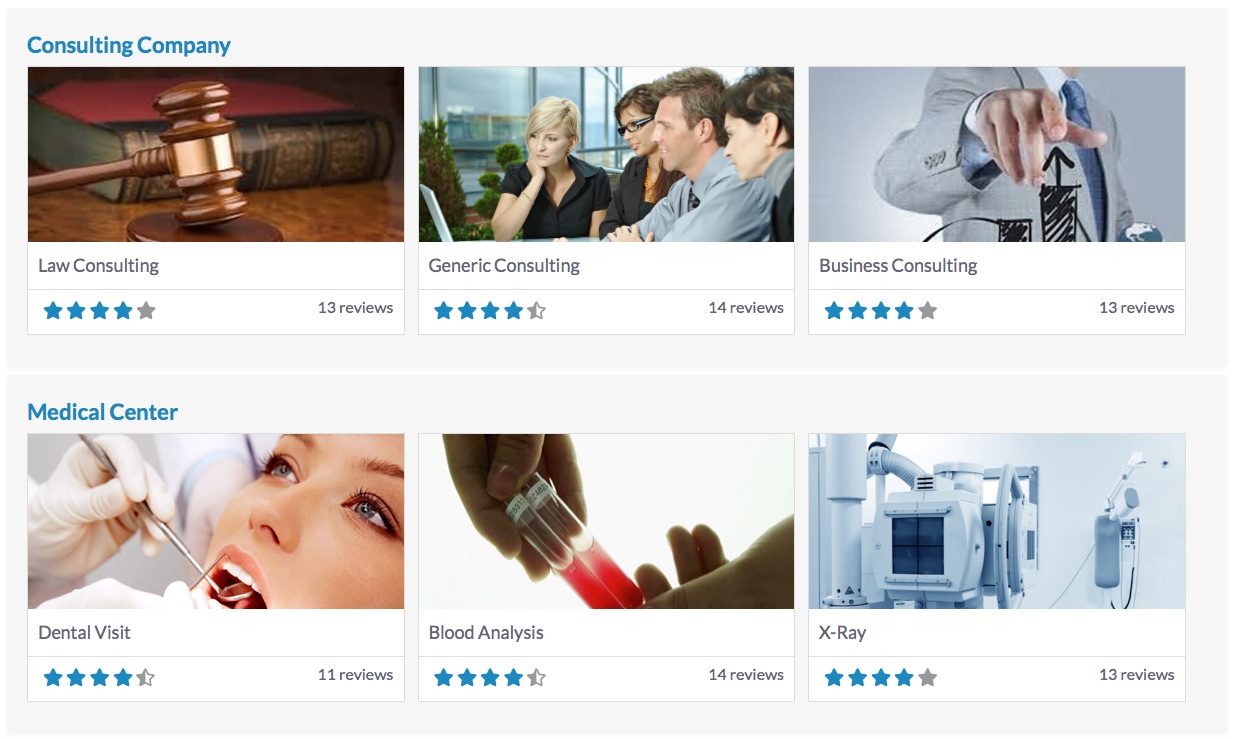 Consulting Company
Law Consulting
13 reviews
Generic Consulting
14 reviews
Business Consulting
13 reviews
Medical Center
Dental Visit
11 reviews
Blood Analysis
14 reviews
X-Ray
13 reviews